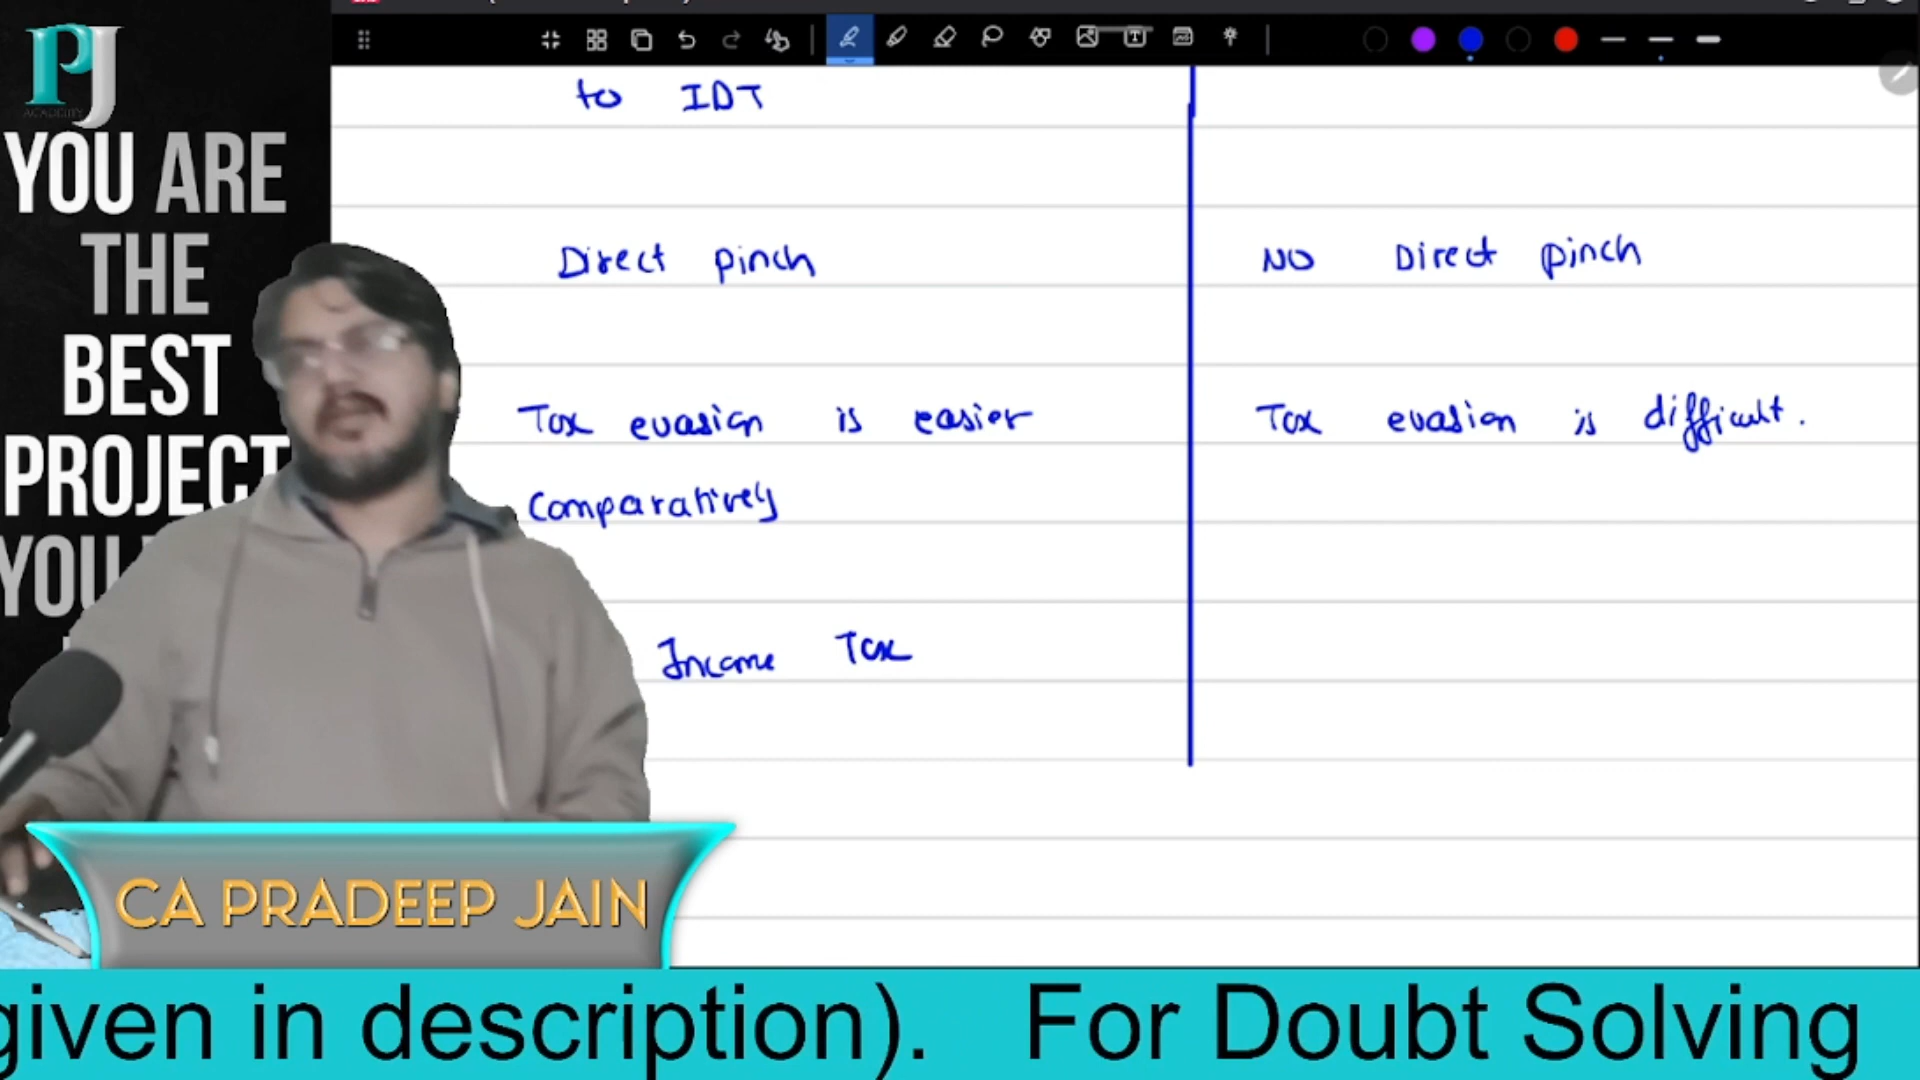 PJ
ACADEMY
YOU ARE
THE
BEST
PROJECT
YOU
to IDT
Direct pinch
NO Direct pinch
Tax evasion is easier
Tax evasion is difficult.
Comparatively
Income Tax
CA PRADEEP JAIN
given in description). For Doubt Solving